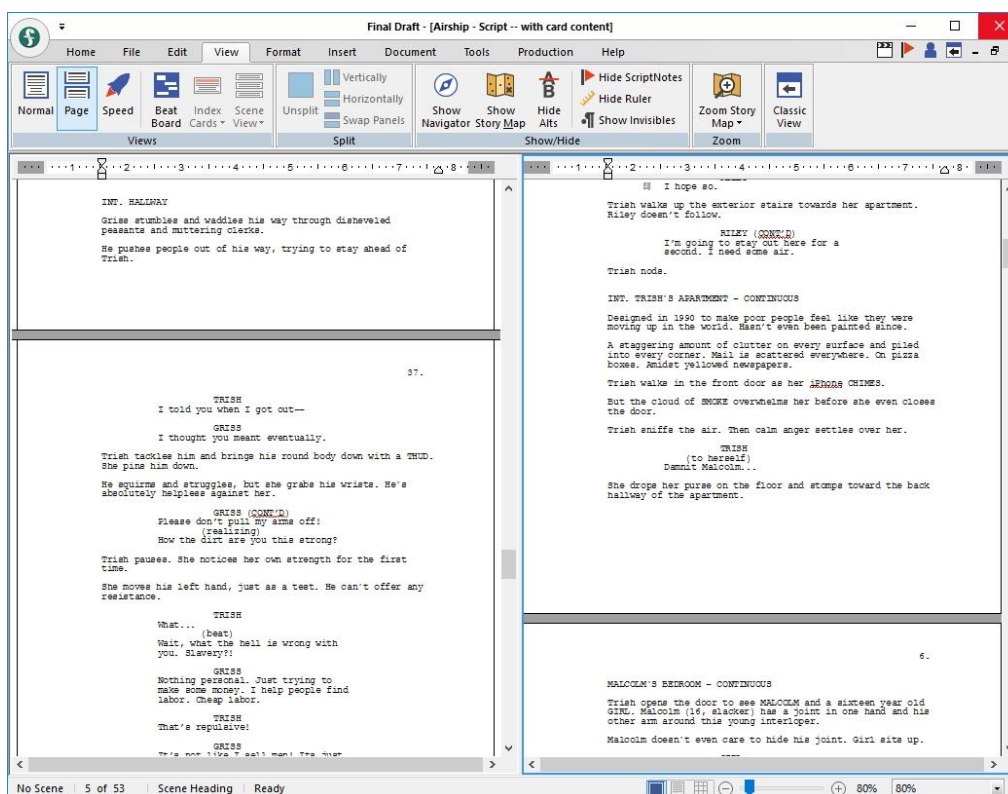 Final Draft - [Airship - Script -- with card content]
Home File Edit View Format Insert Document Tools Production Help
Normal Page Speed Beat Board Index Cards Scene View
Views
Unsplit Vertically Horizontally Swap Panels
Split
Show Navigator Show Story Map Hide Alts Hide ScriptNotes Hide Ruler Show Invisibles
Show/Hide
Zoom Story Map
Zoom
Classic View
INT. HALLWAY
Griss stumbles and waddles his way through disheveled
peasants and muttering clerks.
He pushes people out of his way, trying to stay ahead of
Trish.
37.
TRISH
I told you when I got out--
GRISS
I thought you meant eventually.
Trish tackles him and brings his round body down with a THUD.
She pins him down.
He squirms and struggles, but she grabs his wrists. He's
absolutely helpless against her.
GRISS (CONT'D)
Please don't pull my arms off!
(realizing)
How the dirt are you this strong?
Trish pauses. She notices her own strength for the first
time.
She moves his left hand, just as a test. He can't offer any
resistance.
TRISH
What...
(beat)
Wait, what the hell is wrong with
you. Slavery?!
GRISS
Nothing personal. Just trying to
make some money. I help people find
labor. Cheap labor.
TRISH
That's repulsive!
GRISS
It's not like I sell men! Its just
I hope so.
Trish walks up the exterior stairs towards her apartment.
Riley doesn't follow.
RILEY (CONT'D)
I'm going to stay out here for a
second. I need some air.
Trish nods.
INT. TRISH'S APARTMENT - CONTINUOUS
Designed in 1990 to make poor people feel like they were
moving up in the world. Hasn't even been painted since.
A staggering amount of clutter on every surface and piled
into every corner. Mail is scattered everywhere. On pizza
boxes. Amidst yellowed newspapers.
Trish walks in the front door as her iPhone CHIMES.
But the cloud of SMOKE overwhelms her before she even closes
the door.
Trish sniffs the air. Then calm anger settles over her.
TRISH
(to herself)
Damnit Malcolm...
She drops her purse on the floor and stomps toward the back
hallway of the apartment.
6.
MALCOLM'S BEDROOM - CONTINUOUS
Trish opens the door to see MALCOLM and a sixteen year old
GIRL. Malcolm (16, slacker) has a joint in one hand and his
other arm around this young interloper.
Malcolm doesn't even care to hide his joint. Girl sits up.
No Scene 5 of 53 Scene Heading Ready 80% 80%